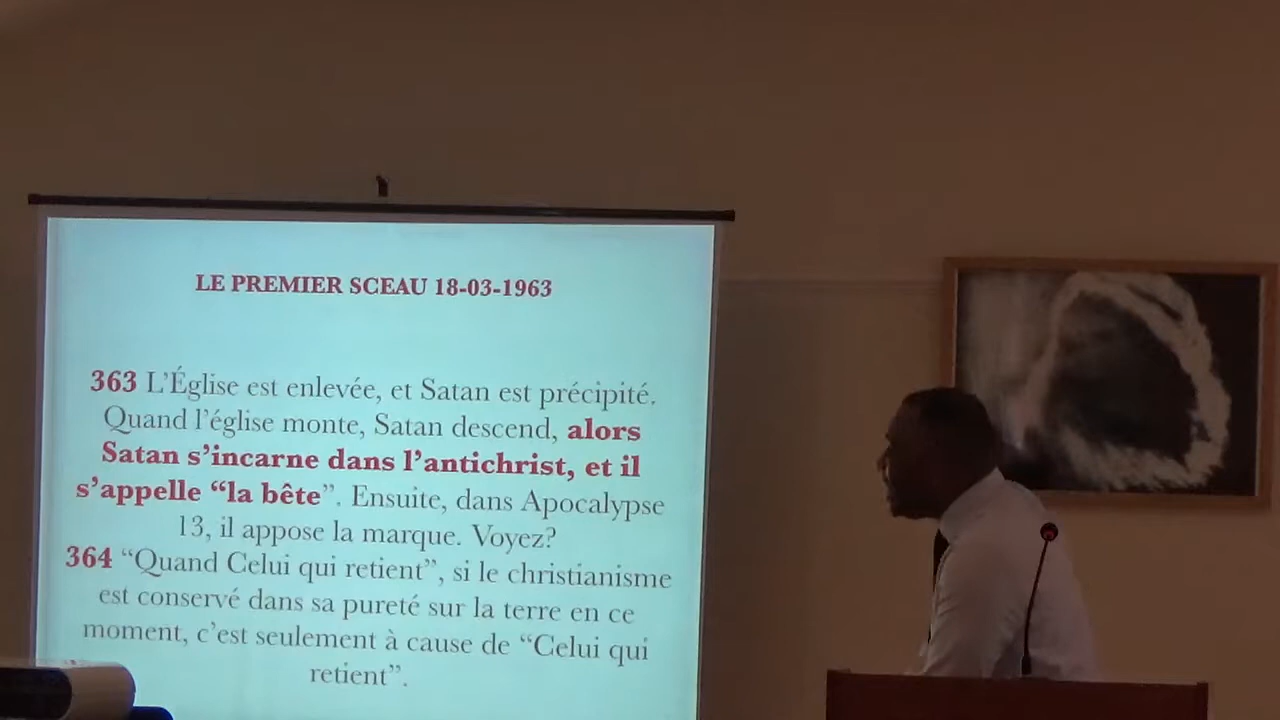 LE PREMIER SCEAU 18-03-1963
363 L’Église est enlevée, et Satan est précipité.
Quand l’église monte, Satan descend, alors
Satan s’incarne dans l’antichrist, et il
s’appelle “la bête”. Ensuite, dans Apocalypse
13, il appose la marque. Voyez?
364 “Quand Celui qui retient”, si le christianisme
est conservé dans sa pureté sur la terre en ce
moment, c’est seulement à cause de “Celui qui
retient”.